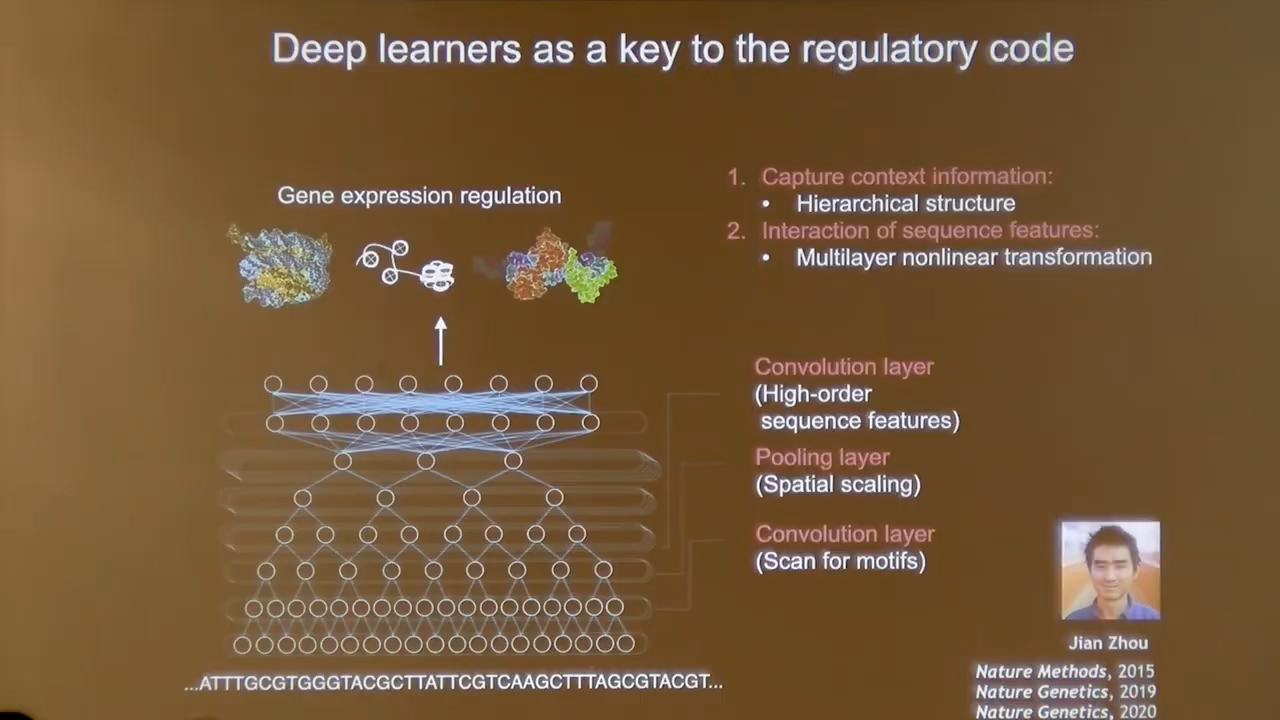 Deep learners as a key to the regulatory code
Gene expression regulation
1. Capture context information:
• Hierarchical structure
2. Interaction of sequence features:
• Multilayer nonlinear transformation
Convolution layer
(High-order
sequence features)
Pooling layer
(Spatial scaling)
Convolution layer
(Scan for motifs)
...ATTTGCGTGGGTACGCTTATTCGTCAAGCTTTAGCGTACGT...
Jian Zhou
Nature Methods, 2015
Nature Genetics, 2019
Nature Genetics, 2020